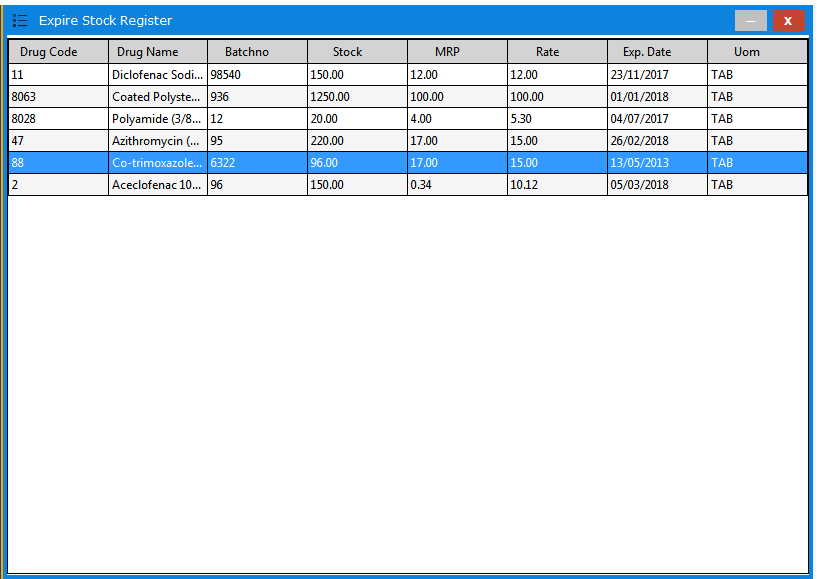 Expire Stock Register
Drug Code Drug Name Batchno Stock MRP Rate Exp. Date Uom
11 Diclofenac Sodi... 98540 150.00 12.00 12.00 23/11/2017 TAB
8063 Coated Polyste... 936 1250.00 100.00 100.00 01/01/2018 TAB
8028 Polyamide (3/8... 12 20.00 4.00 5.30 04/07/2017 TAB
47 Azithromycin (... 95 220.00 17.00 15.00 26/02/2018 TAB
88 Co-trimoxazole... 6322 96.00 17.00 15.00 13/05/2013 TAB
2 Aceclofenac 10... 96 150.00 0.34 10.12 05/03/2018 TAB